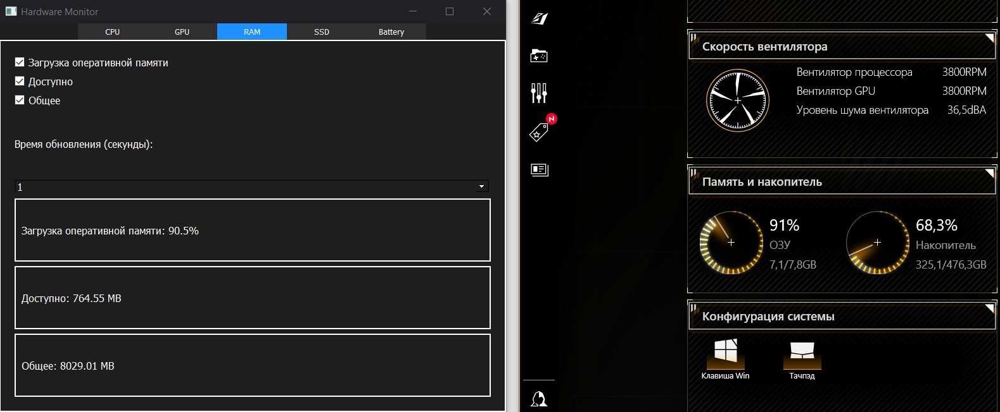 Hardware Monitor
CPU GPU RAM SSD Battery
Загрузка оперативной памяти
Доступно
Общее
Время обновления (секунды):
1
Загрузка оперативной памяти: 90.5%
Доступно: 764.55 MB
Общее: 8029.01 MB
N
Скорость вентилятора
Вентилятор процессора 3800RPM
Вентилятор GPU 3800RPM
Уровень шума вентилятора 36,5dBA
Память и накопитель
91%
ОЗУ
7,1/7,8GB
68,3%
Накопитель
325,1/476,3GB
Конфигурация системы
Клавиша Win
Тачпэд